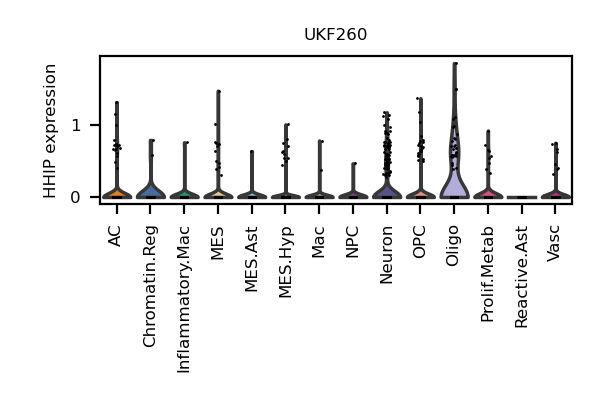 UKF260
HHIP expression
1
0
AC
Chromatin.Reg
Inflammatory.Mac
MES
MES.Ast
MES.Hyp
Mac
NPC
Neuron
OPC
Oligo
Prolif.Metab
Reactive.Ast
Vasc